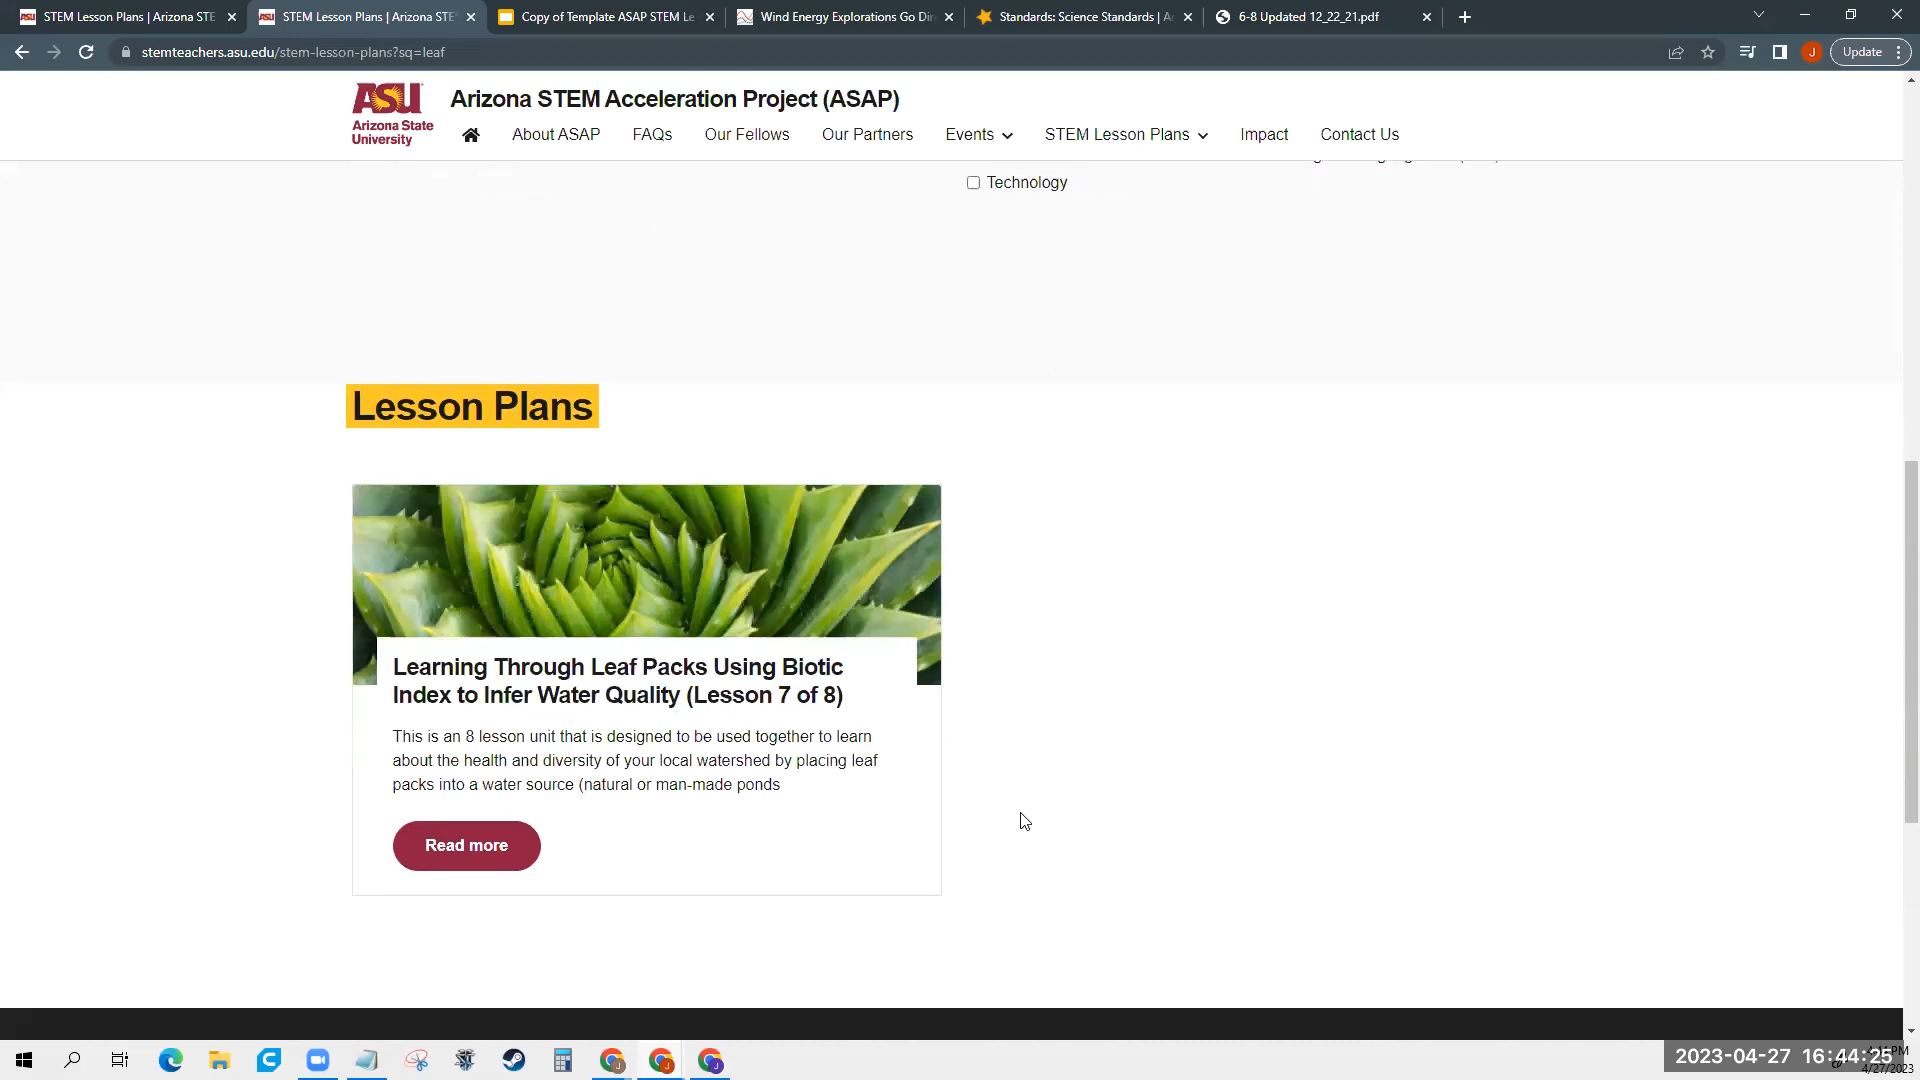 STEM Lesson Plans | Arizona STE
STEM Lesson Plans | Arizona STE
Copy of Template ASAP STEM Le
Wind Energy Explorations Go Dir
Standards: Science Standards | A
6-8 Updated 12_22_21.pdf
stemteachers.asu.edu/stem-lesson-plans?sq=leaf
J
Update
ASU
Arizona State
University
Arizona STEM Acceleration Project (ASAP)
About ASAP
FAQs
Our Fellows
Our Partners
Events
STEM Lesson Plans
Impact
Contact Us
Technology
Lesson Plans
Learning Through Leaf Packs Using Biotic
Index to Infer Water Quality (Lesson 7 of 8)
This is an 8 lesson unit that is designed to be used together to learn
about the health and diversity of your local watershed by placing leaf
packs into a water source (natural or man-made ponds
Read more
2023-04-27 16:44:25
4/27/2023